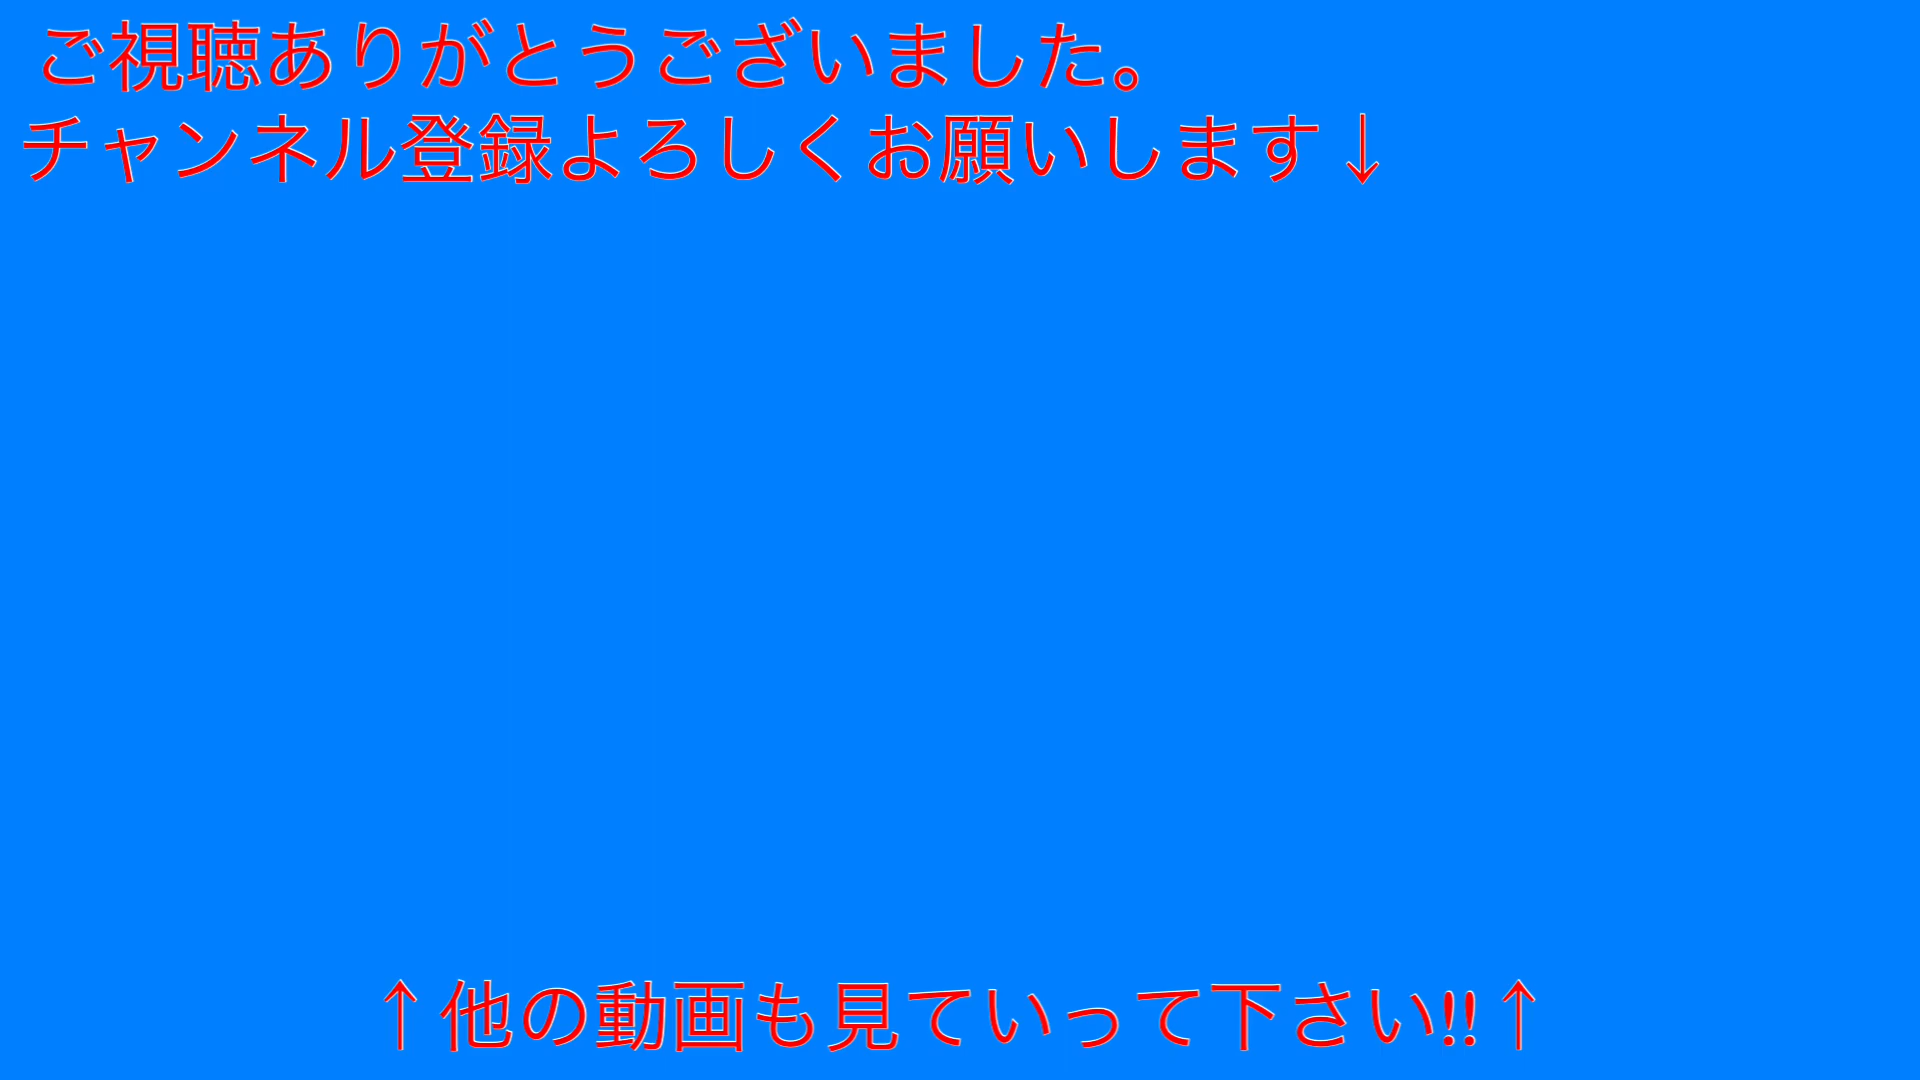 ご視聴ありがとうございました。
チャンネル登録よろしくお願いします↓
↑他の動画も見ていって下さい!!↑